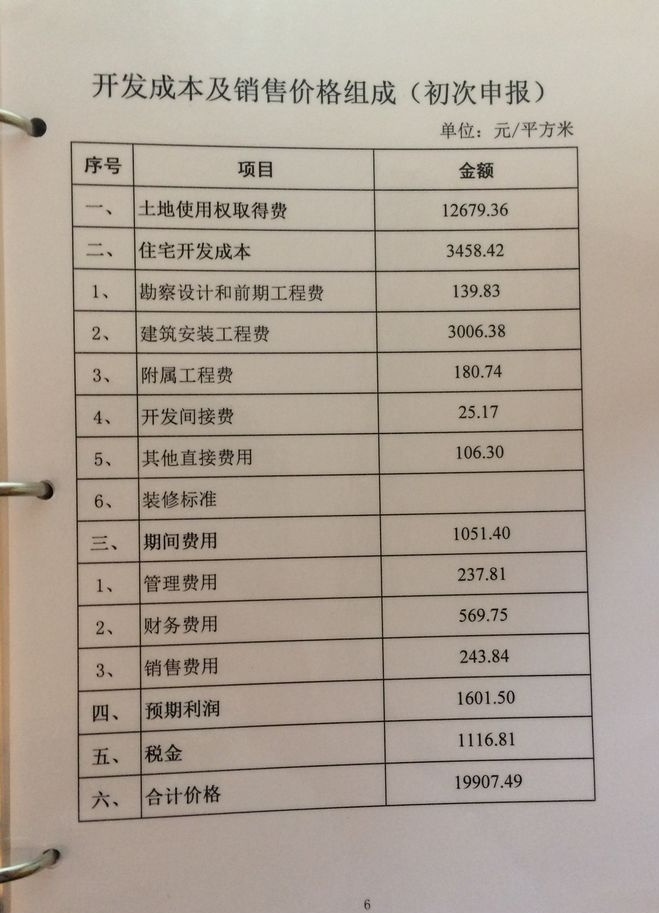 开发成本及销售价格组成（初次申报）
单位：元/平方米
序号 项目 金额
一、 土地使用权取得费 12679.36
二、 住宅开发成本 3458.42
1、 勘察设计和前期工程费 139.83
2、 建筑安装工程费 3006.38
3、 附属工程费 180.74
4、 开发间接费 25.17
5、 其他直接费用 106.30
6、 装修标准
三、 期间费用 1051.40
1、 管理费用 237.81
2、 财务费用 569.75
3、 销售费用 243.84
四、 预期利润 1601.50
五、 税金 1116.81
六、 合计价格 19907.49
6